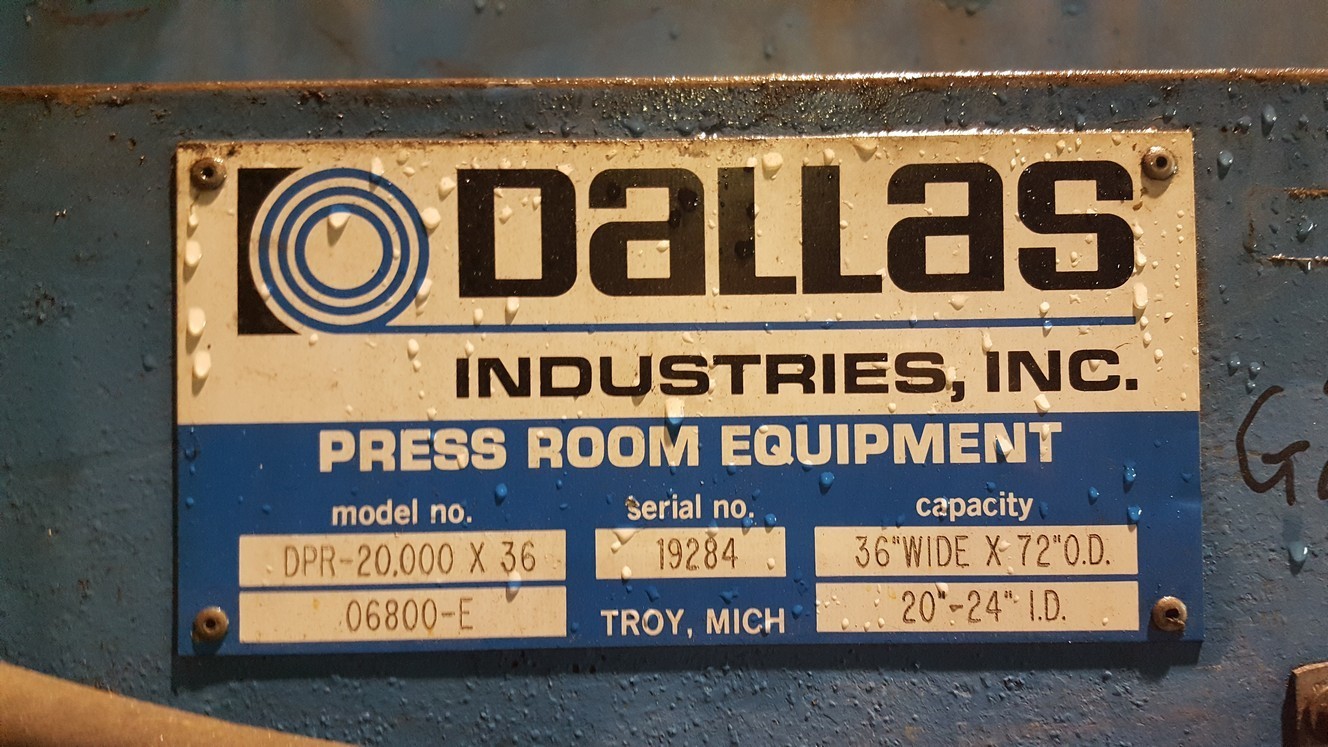 Dallas
INDUSTRIES, INC.
PRESS ROOM EQUIPMENT
model no.
DPR-20,000 X 36
06800-E
serial no.
19284
TROY, MICH
capacity
36"WIDE X 72"O.D.
20"-24" I.D.